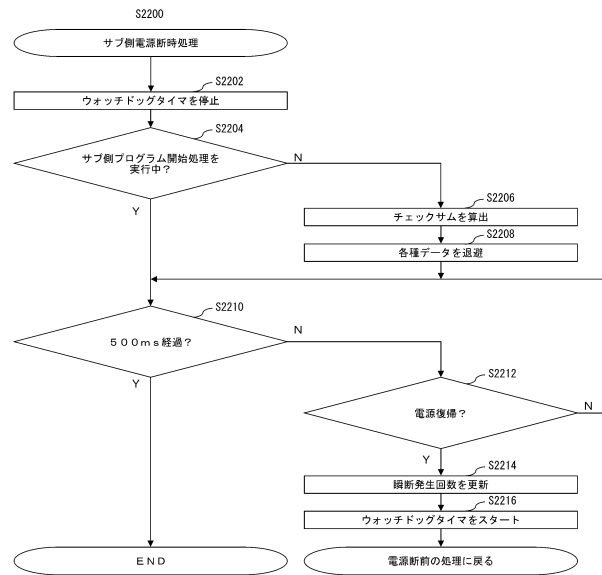 S2200
サブ側電源断時処理
S2202
ウォッチドッグタイマを停止
S2204
サブ側プログラム開始処理を
実行中？
N
Y
S2206
チェックサムを算出
S2208
各種データを退避
S2210
５００ｍｓ経過？
N
Y
S2212
電源復帰？
N
Y
S2214
瞬断発生回数を更新
S2216
ウォッチドッグタイマをスタート
ＥＮＤ
電源断前の処理に戻る